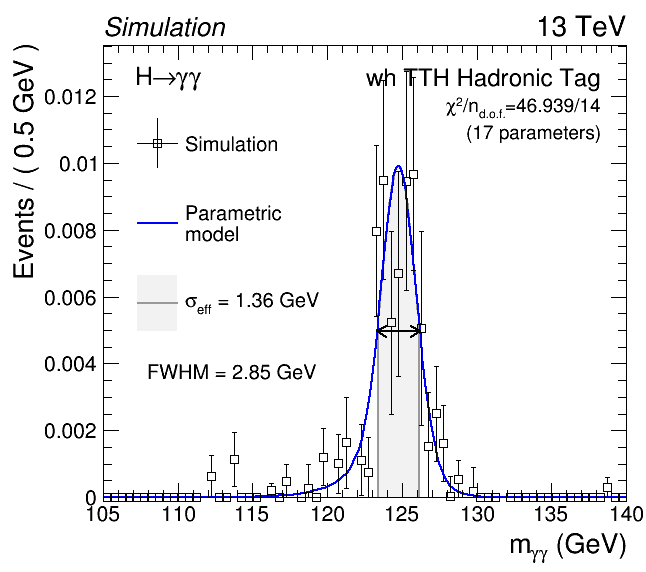 Simulation 13 TeV
H→γγ wh TTH Hadronic Tag
χ²/n_d.o.f.=46.939/14
(17 parameters)
Simulation
Parametric
model
σ_eff = 1.36 GeV
FWHM = 2.85 GeV
Events / ( 0.5 GeV )
0.012
0.01
0.008
0.006
0.004
0.002
0
105 110 115 120 125 130 135 140
m_γγ (GeV)